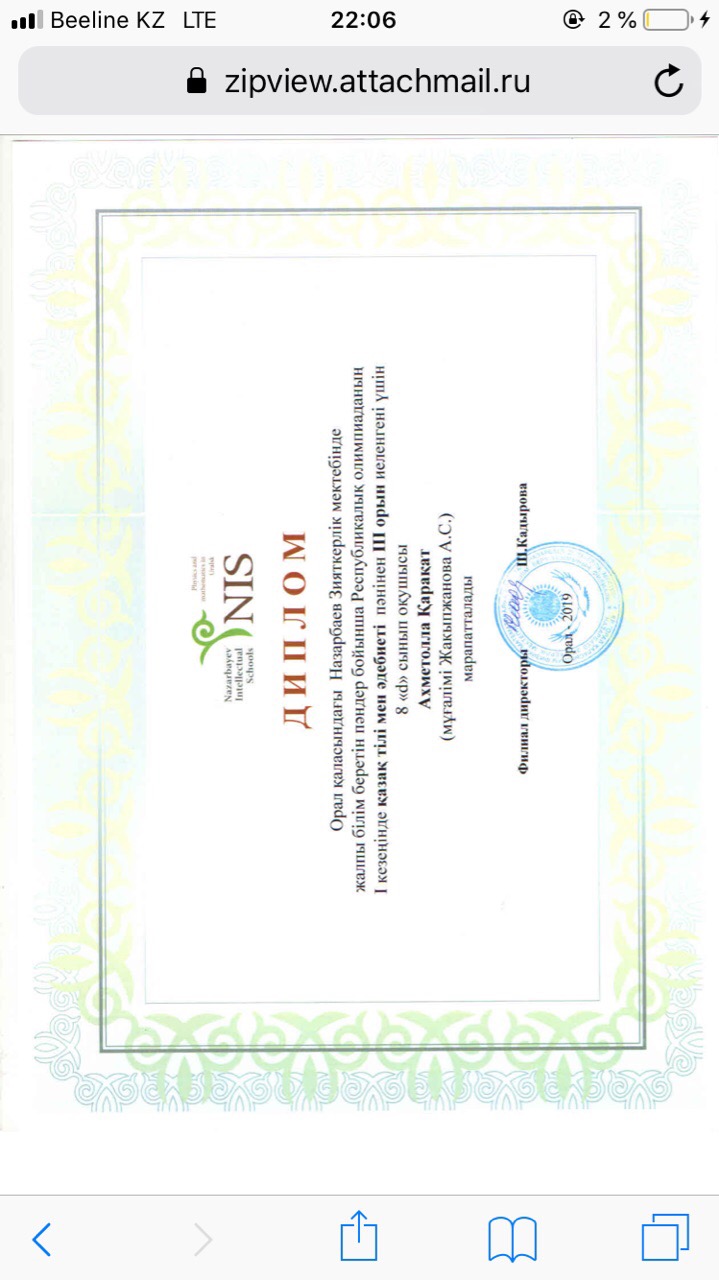 Beeline KZ LTE 22:06 2 %
zipview.attachmail.ru
Nazarbayev
Intellectual
Schools
NIS
Physics and
mathematics in
Uralsk
ДИПЛОМ
Орал қаласындағы Назарбаев Зияткерлік мектебінде
жалпы білім беретін пәндер бойынша Республикалық олимпиаданың
I кезеңінде қазақ тілі мен әдебиеті пәнінен III орын иеленгені үшін
8 «d» сынып оқушысы
Ахметолла Қарақат
(мұғалімі Жакыпжанова А.С.)
марапатталады
Филиал директоры Ш.Кадырова
Орал - 2019